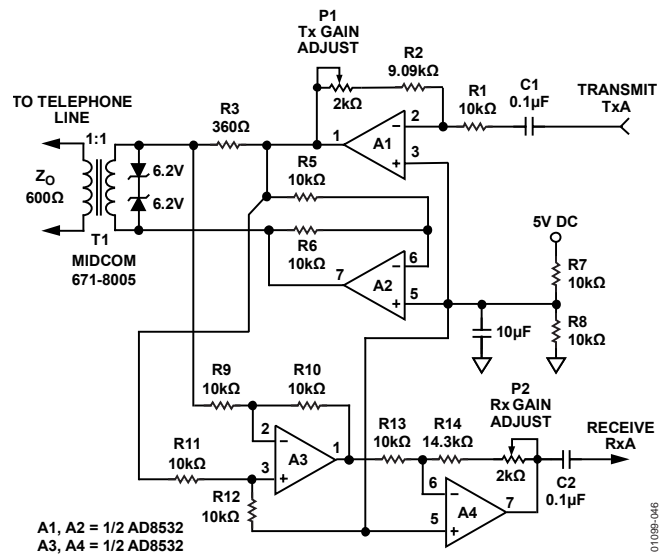 P1
Tx GAIN
ADJUST
2kΩ
R2
9.09kΩ
R1
10kΩ
C1
0.1µF
TRANSMIT
TxA
TO TELEPHONE
LINE
1:1
ZO
600Ω
6.2V
6.2V
T1
MIDCOM
671-8005
R3
360Ω
1
A1
2
3
R5
10kΩ
R6
10kΩ
7
A2
6
5
5V DC
R7
10kΩ
R8
10kΩ
10µF
R9
10kΩ
R10
10kΩ
R11
10kΩ
R12
10kΩ
2
3
A3
1
R13
10kΩ
R14
14.3kΩ
P2
Rx GAIN
ADJUST
2kΩ
6
5
A4
7
C2
0.1µF
RECEIVE
RxA
A1, A2 = 1/2 AD8532
A3, A4 = 1/2 AD8532
01099-046